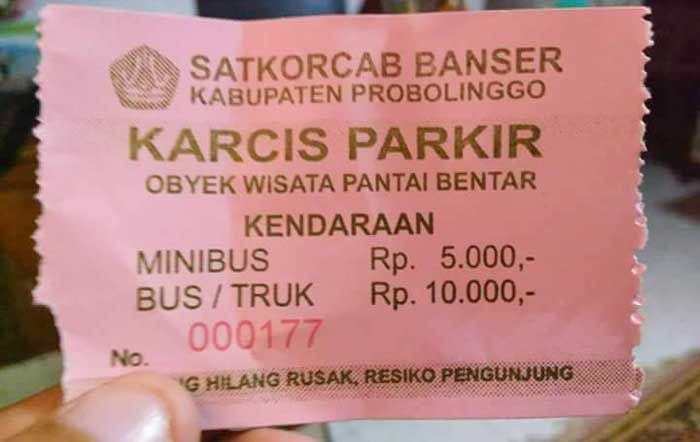 SATKORCAB BANSER
KABUPATEN PROBOLINGGO
KARCIS PARKIR
OBYEK WISATA PANTAI BENTAR
KENDARAAN
MINIBUS Rp. 5.000,-
BUS / TRUK Rp. 10.000,-
No. 000177
HILANG RUSAK, RESIKO PENGUNJUNG